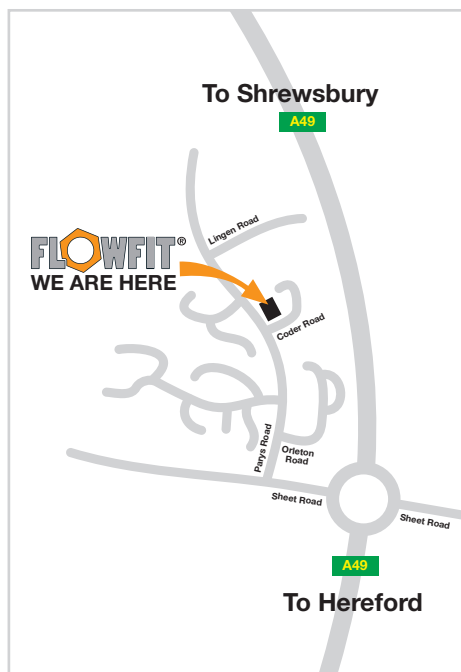 To Shrewsbury
A49
Lingen Road
FLOWFIT®
WE ARE HERE
Coder Road
Parys Road
Orleton
Road
Sheet Road
Sheet Road
A49
To Hereford